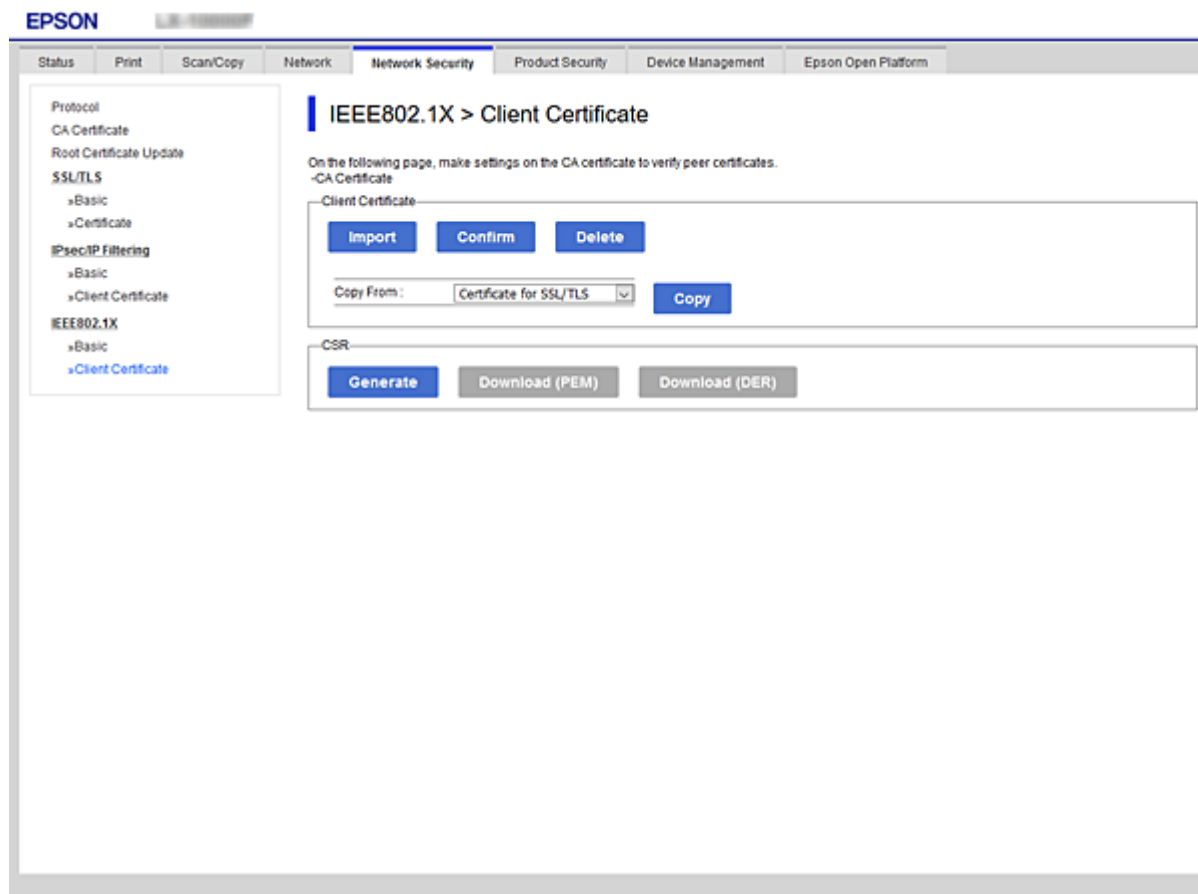 EPSON
Status Print Scan/Copy Network Network Security Product Security Device Management Epson Open Platform
Protocol
CA Certificate
Root Certificate Update
SSL/TLS
»Basic
»Certificate
IPsec/IP Filtering
»Basic
»Client Certificate
IEEE802.1X
»Basic
»Client Certificate
IEEE802.1X > Client Certificate
On the following page, make settings on the CA certificate to verify peer certificates.
-CA Certificate
Client Certificate
Import Confirm Delete
Copy From : Certificate for SSL/TLS Copy
CSR
Generate Download (PEM) Download (DER)